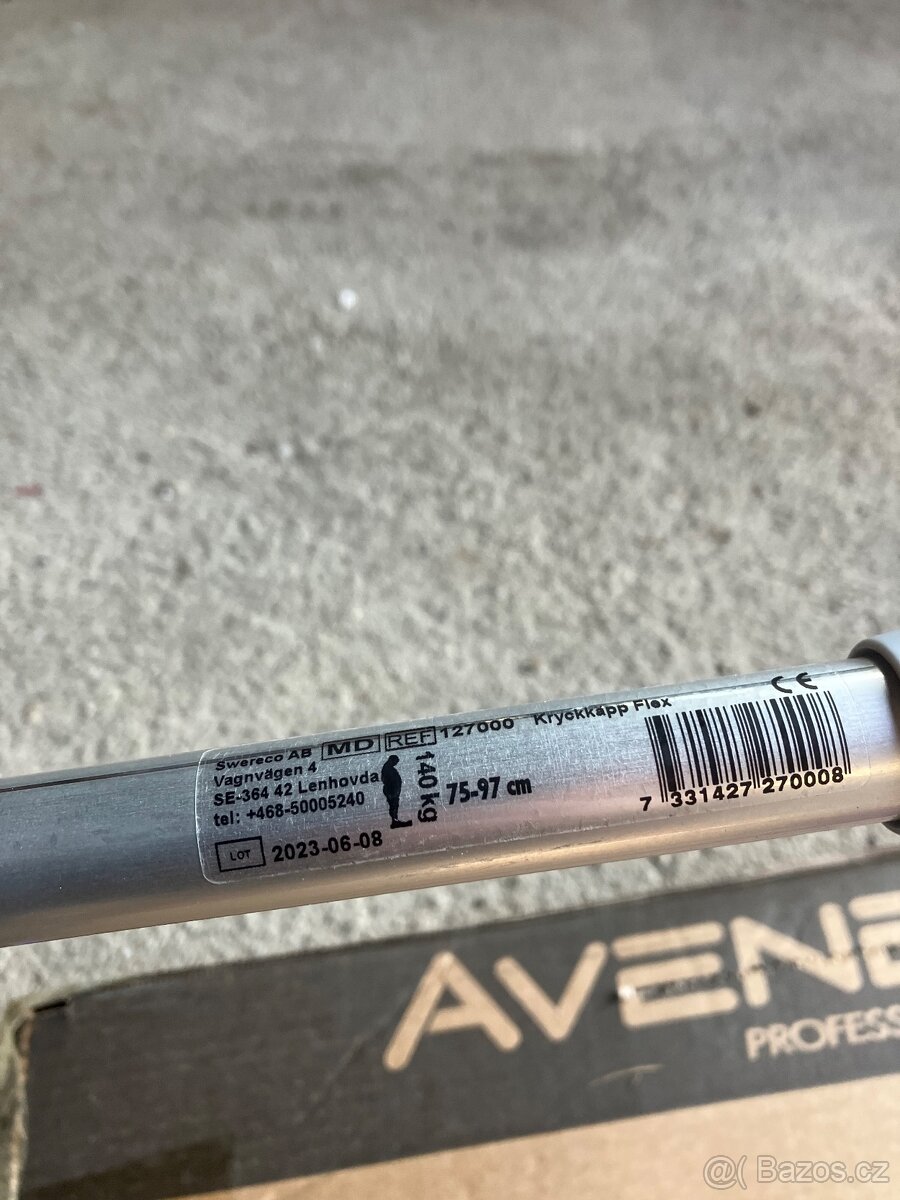 Swereco AB MD REF 127000 Kryckkäpp Flex CE
Vagnvägen 4
SE-364 42 Lenhovda
tel: +468-50005240
LOT 2023-06-08
140 kg
75-97 cm
7 331427 270008
AVENE
PROFESS
@( Bazos.cz